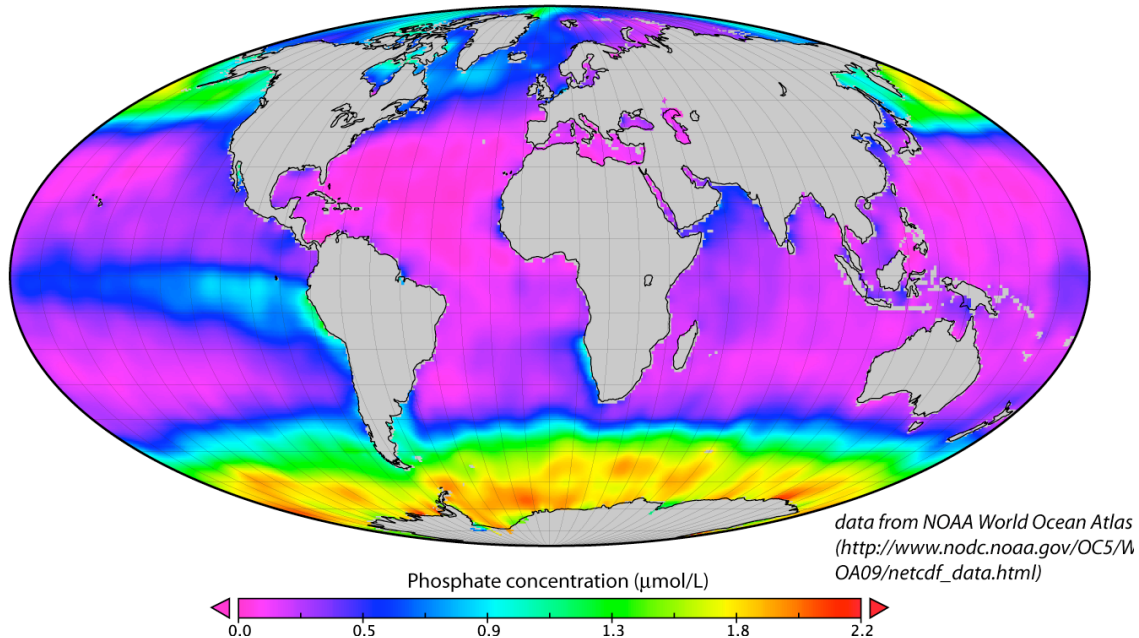 data from NOAA World Ocean Atlas
(http://www.nodc.noaa.gov/OC5/W
OA09/netcdf_data.html)
Phosphate concentration (μmol/L)
0.0 0.5 0.9 1.3 1.8 2.2